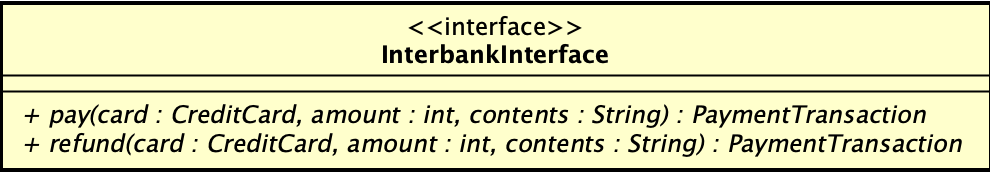 <<interface>>
InterbankInterface
+ pay(card : CreditCard, amount : int, contents : String) : PaymentTransaction
+ refund(card : CreditCard, amount : int, contents : String) : PaymentTransaction